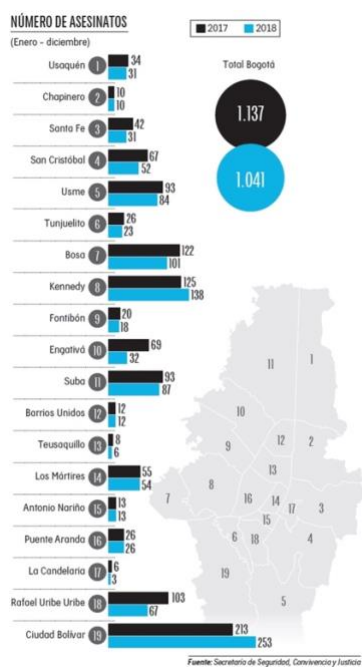 NÚMERO DE ASESINATOS
(Enero - diciembre)
2017 2018
Total Bogotá
1.137
1.041
Usaquén 1 34
31
Chapinero 2 10
10
Santa Fe 3 42
31
San Cristóbal 4 67
52
Usme 5 93
84
Tunjuelito 6 26
23
Bosa 7 122
101
Kennedy 8 125
138
Fontibón 9 20
18
Engativá 10 69
32
Suba 11 93
87
Barrios Unidos 12 12
12
Teusaquillo 13 8
6
Los Mártires 14 55
54
Antonio Nariño 15 13
13
Puente Aranda 16 26
26
La Candelaria 17 6
3
Rafael Uribe Uribe 18 103
67
Ciudad Bolívar 19 213
253
11 1
10
12 2
9
13
8
7 16 14 17 3
15
6 18 4
19
5
Fuente: Secretaría de Seguridad, Convivencia y Justicia.